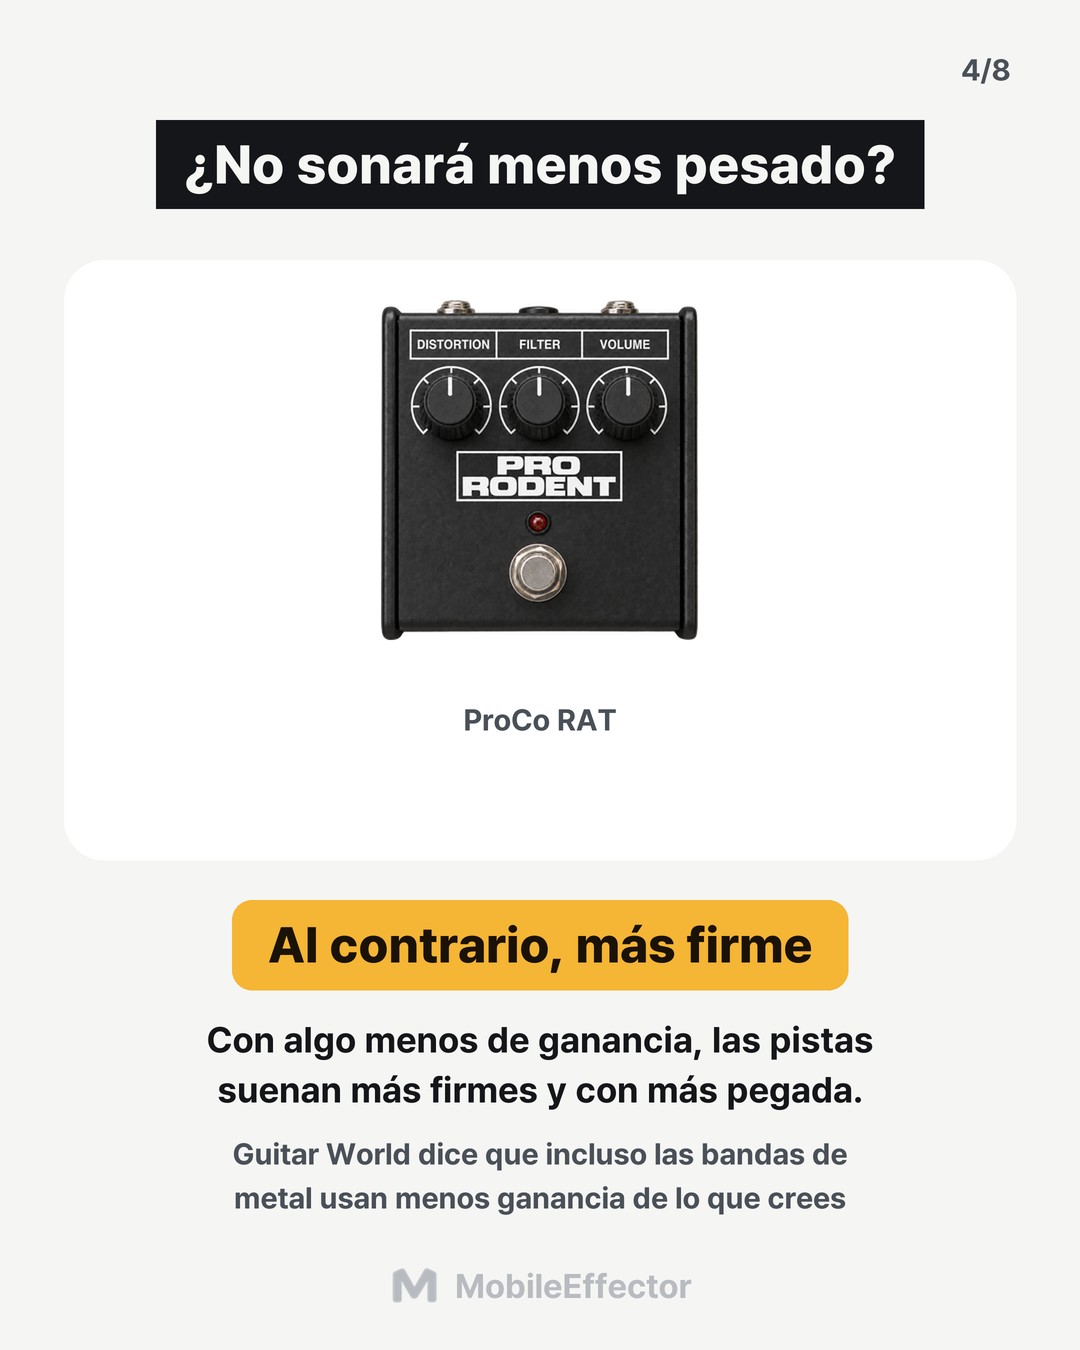 4/8
¿No sonará menos pesado?
DISTORTION FILTER VOLUME
PRO
RODENT
ProCo RAT
Al contrario, más firme
Con algo menos de ganancia, las pistas
suenan más firmes y con más pegada.
Guitar World dice que incluso las bandas de
metal usan menos ganancia de lo que crees
MobileEffector